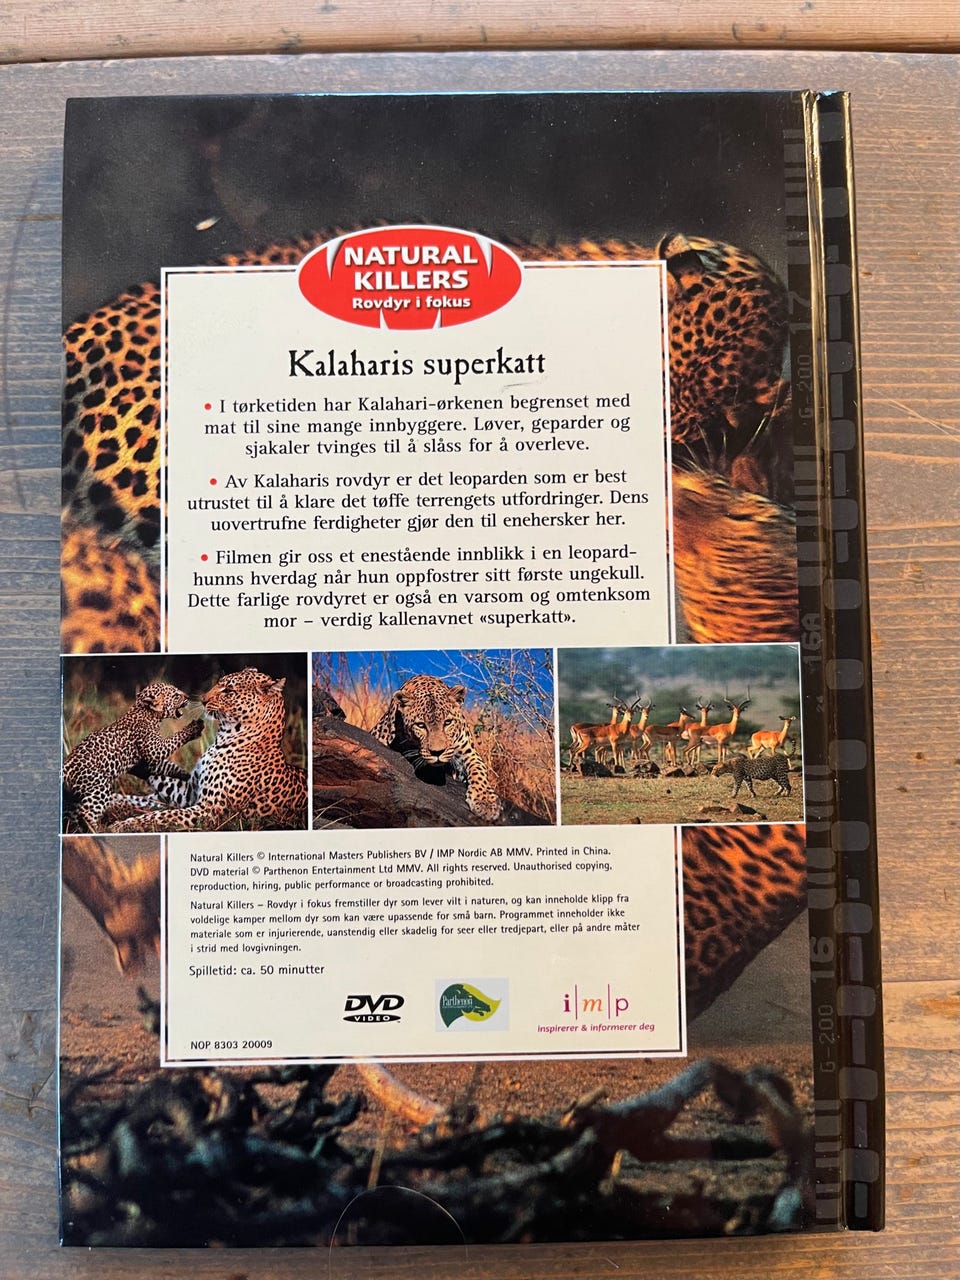 NATURAL
KILLERS
Rovdyr i fokus
Kalaharis superkatt
• I tørketiden har Kalahari-ørkenen begrenset med
mat til sine mange innbyggere. Løver, geparder og
sjakaler tvinges til å slåss for å overleve.
• Av Kalaharis rovdyr er det leoparden som er best
utrustet til å klare det tøffe terrengets utfordringer. Dens
uovertrufne ferdigheter gjør den til enehersker her.
• Filmen gir oss et enestående innblikk i en leopard-
hunns hverdag når hun oppfostrer sitt første ungekull.
Dette farlige rovdyret er også en varsom og omtenksom
mor – verdig kallenavnet «superkatt».
Natural Killers © International Masters Publishers BV / IMP Nordic AB MMV. Printed in China.
DVD material © Parthenon Entertainment Ltd MMV. All rights reserved. Unauthorised copying,
reproduction, hiring, public performance or broadcasting prohibited.
Natural Killers – Rovdyr i fokus fremstiller dyr som lever vilt i naturen, og kan inneholde klipp fra
voldelige kamper mellom dyr som kan være upassende for små barn. Programmet inneholder ikke
materiale som er injurierende, uanstendig eller skadelig for seer eller tredjepart, eller på andre måter
i strid med lovgivningen.
Spilletid: ca. 50 minutter
DVD
VIDEO
Parthenon
i|m|p
inspirerer & informerer deg
NOP 8303 20009
G-200 17
16A
G-200 16